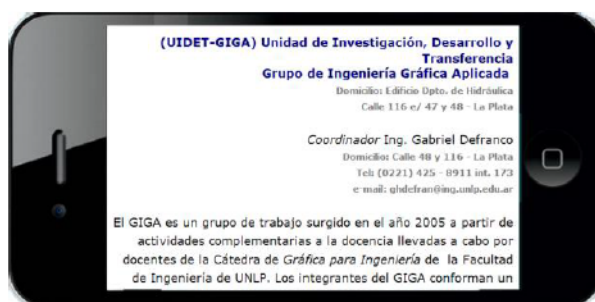 (UIDET-GIGA) Unidad de Investigación, Desarrollo y
Transferencia
Grupo de Ingeniería Gráfica Aplicada
Domicilio: Edificio Dpto. de Hidráulica
Calle 116 e/ 47 y 48 - La Plata
Coordinador Ing. Gabriel Defranco
Domicilio: Calle 48 y 116 - La Plata
Tel: (0221) 425 - 8911 int. 173
e-mail: ghdefran@ing.unlp.edu.ar
El GIGA es un grupo de trabajo surgido en el año 2005 a partir de
actividades complementarias a la docencia llevadas a cabo por
docentes de la Cátedra de Gráfica para Ingeniería de la Facultad
de Ingeniería de UNLP. Los integrantes del GIGA conforman un